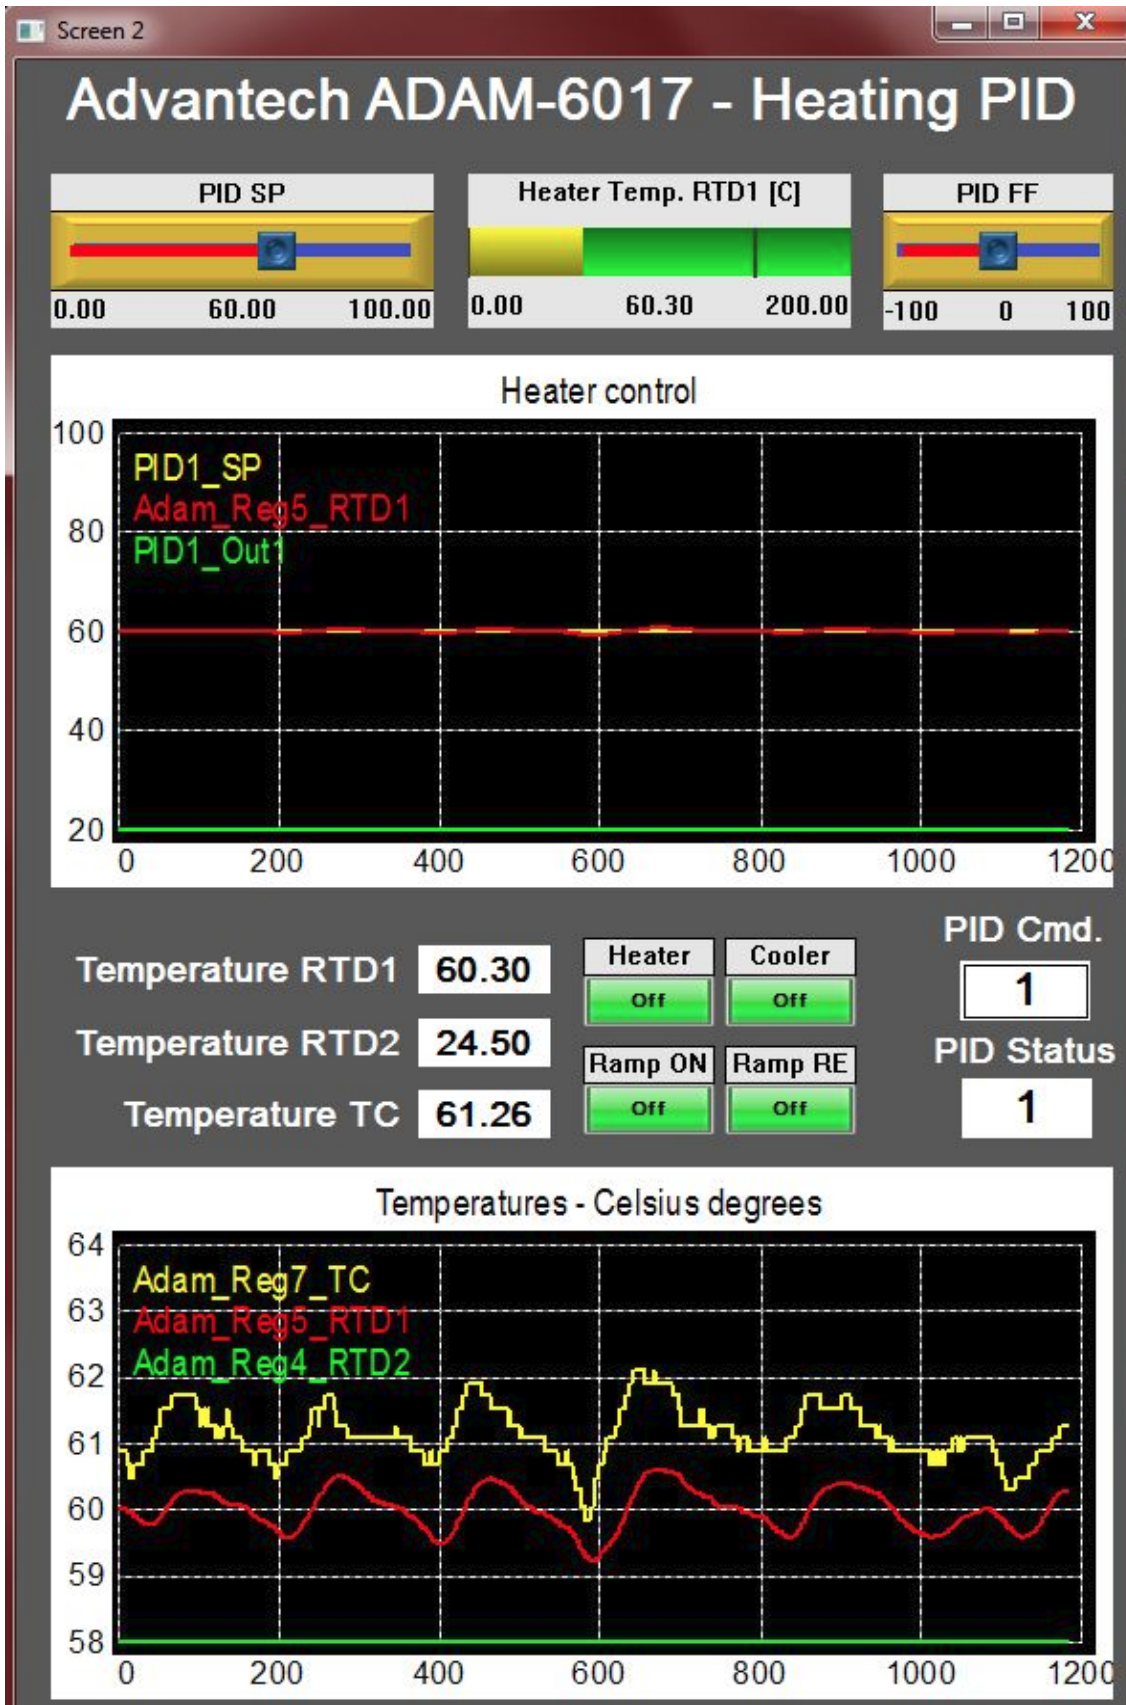 Screen 2
Advantech ADAM-6017 - Heating PID
PID SP
0.00 60.00 100.00
Heater Temp. RTD1 [C]
0.00 60.30 200.00
PID FF
-100 0 100
Heater control
100
80
60
40
20
PID1_SP
Adam_Reg5_RTD1
PID1_Out1
0 200 400 600 800 1000 1200
Temperature RTD1 60.30
Temperature RTD2 24.50
Temperature TC 61.26
Heater
Off
Cooler
Off
Ramp ON
Off
Ramp RE
Off
PID Cmd.
1
PID Status
1
Temperatures - Celsius degrees
64
63
62
61
60
59
58
Adam_Reg7_TC
Adam_Reg5_RTD1
Adam_Reg4_RTD2
0 200 400 600 800 1000 1200